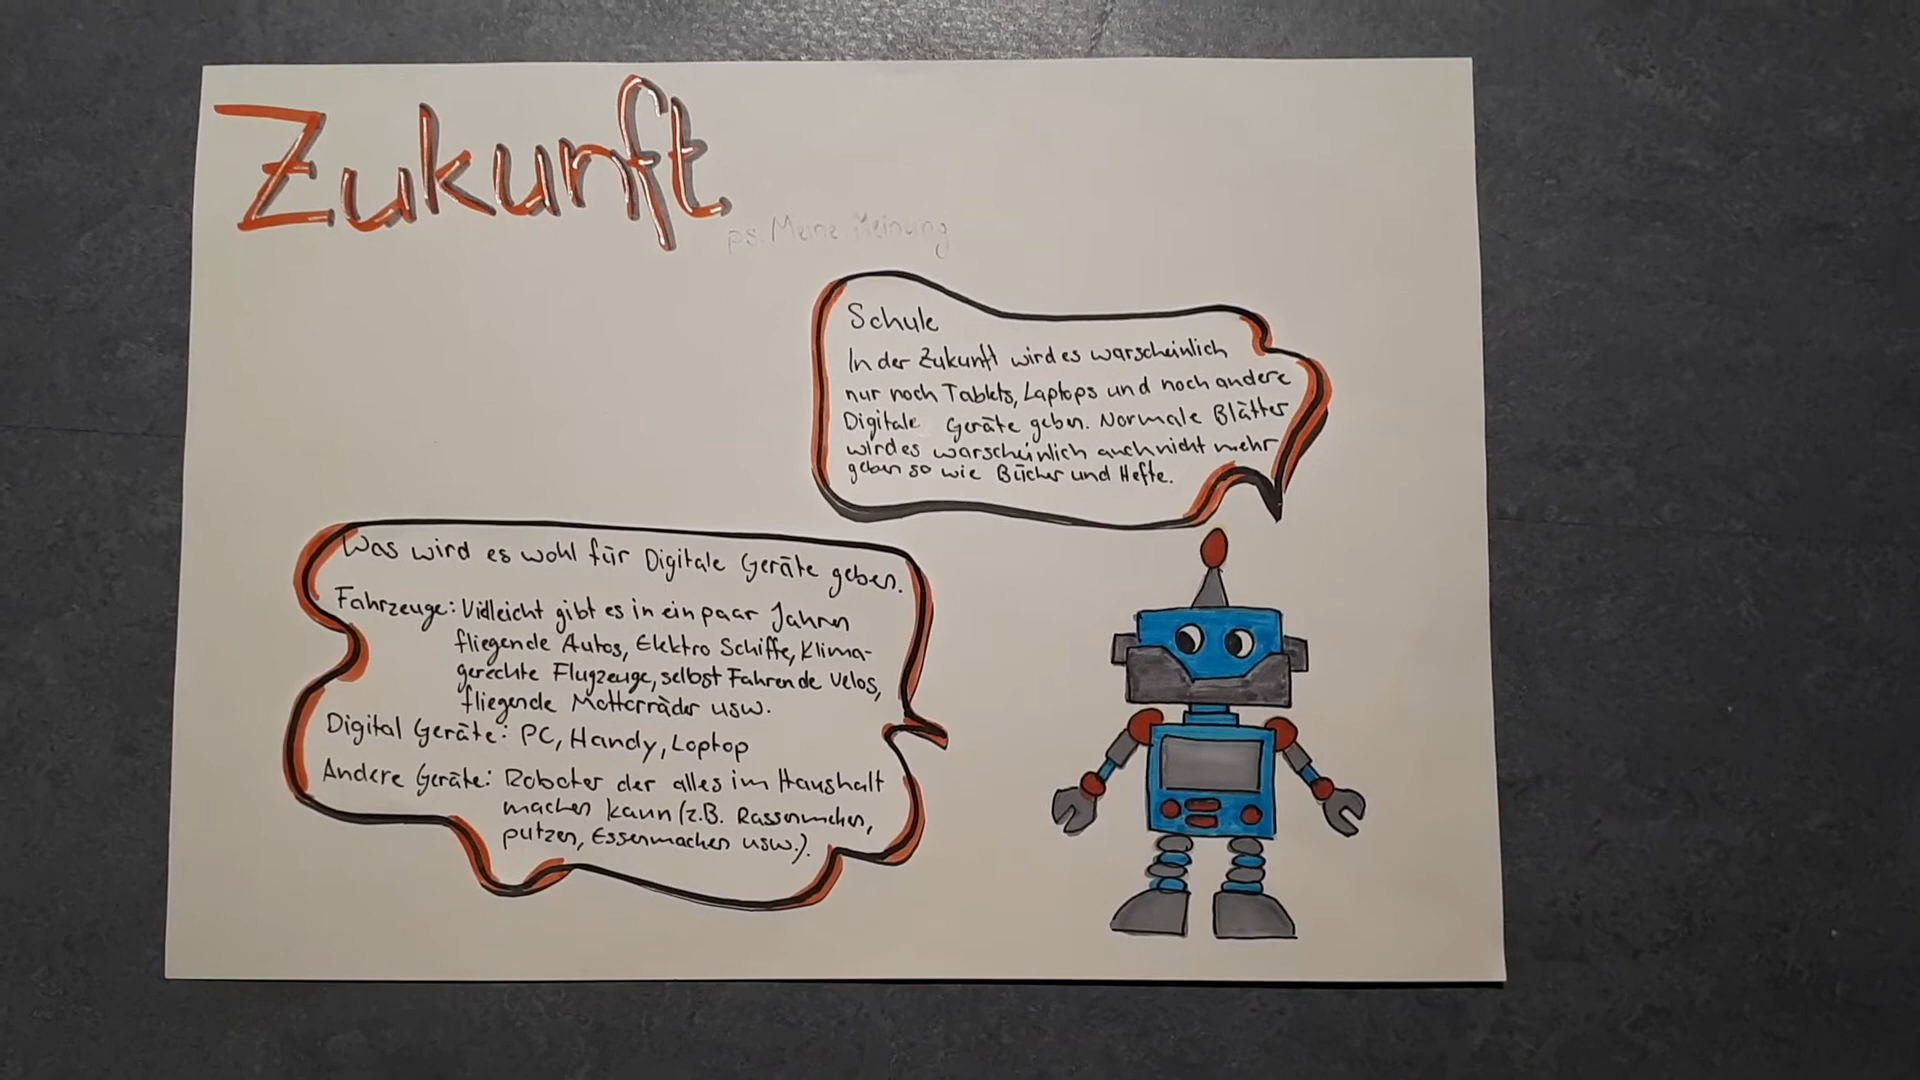 Zukunft
ps. Meine Meinung
Schule
In der Zukunft wird es warscheinlich
nur noch Tablets, Laptops und noch andere
Digitale Geräte geben. Normale Blätter
wird es warscheinlich auch nicht mehr
geben so wie Bücher und Hefte.
Was wird es wohl für Digitale Geräte geben.
Fahrzeuge: Vielleicht gibt es in ein paar Jahren
fliegende Autos, Elektro Schiffe, Klima-
gerechte Flugzeuge, selbst Fahrende Velos,
fliegende Mottorräder usw.
Digital Geräte: PC, Handy, Laptop
Andere Geräte: Roboter der alles im Haushalt
machen kann (z.B. Rassenmehen,
putzen, Essenmachen usw.).